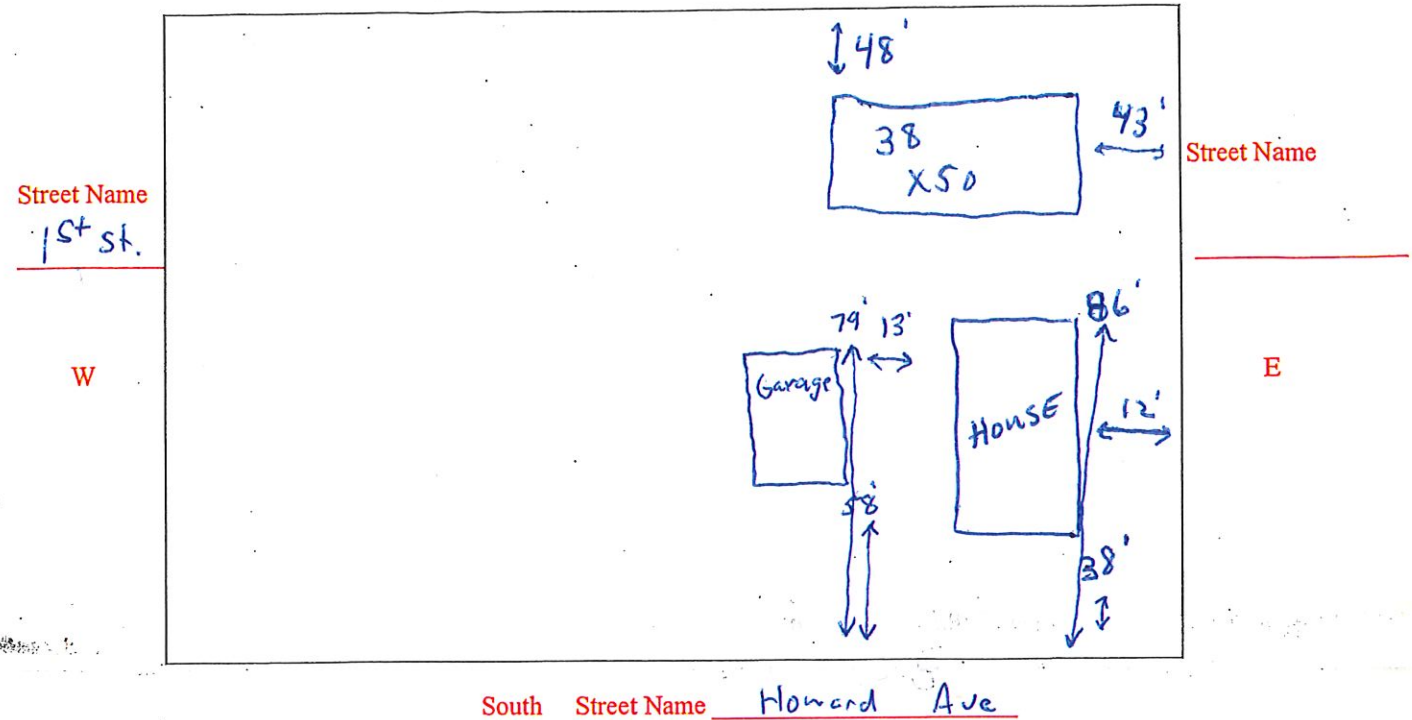 48'
38
X50
43'
Street Name
Street Name
1st st.
79' 13'
86'
W
Garage
HOUSE
12'
E
58'
38'
South Street Name Howard Ave